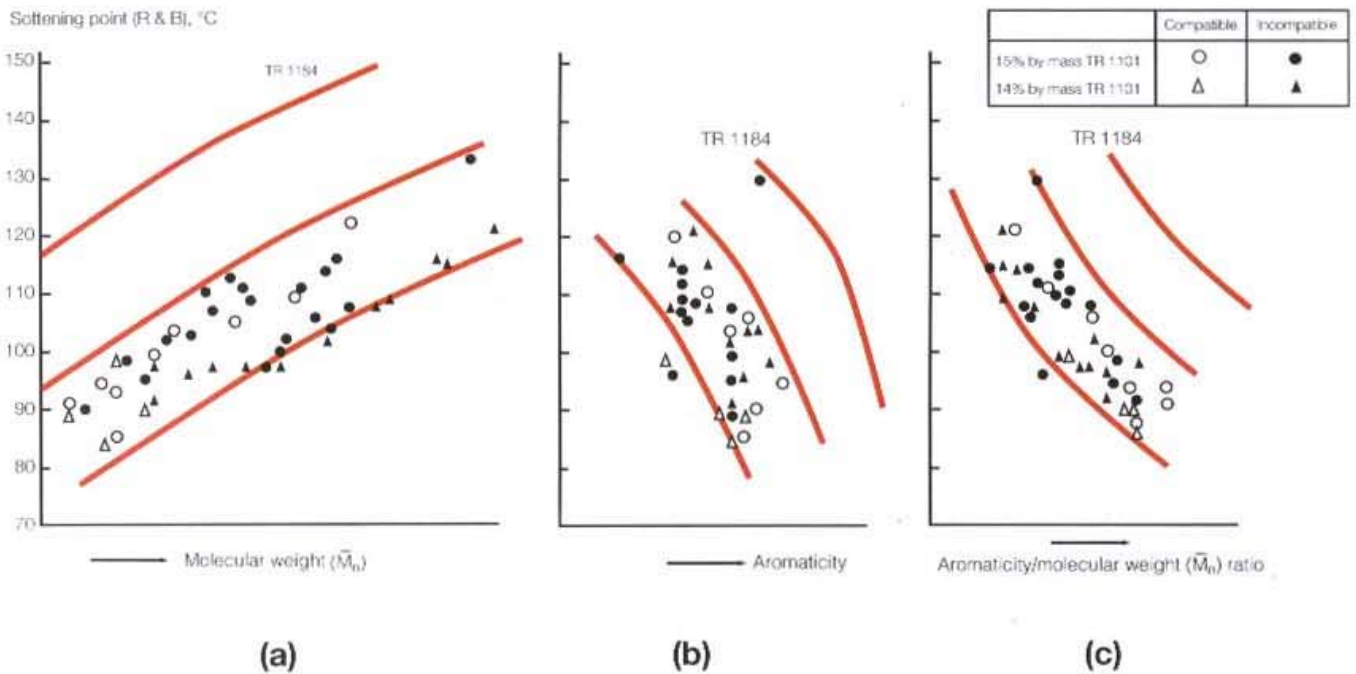 Softening point (R & B), °C
Compatible Incompatible
15% by mass TR 1101
14% by mass TR 1101
150
140
130
120
110
100
90
80
70
TR 1184
TR 1184
TR 1184
Molecular weight (M̄n)
Aromaticity
Aromaticity/molecular weight (M̄n) ratio
(a)
(b)
(c)